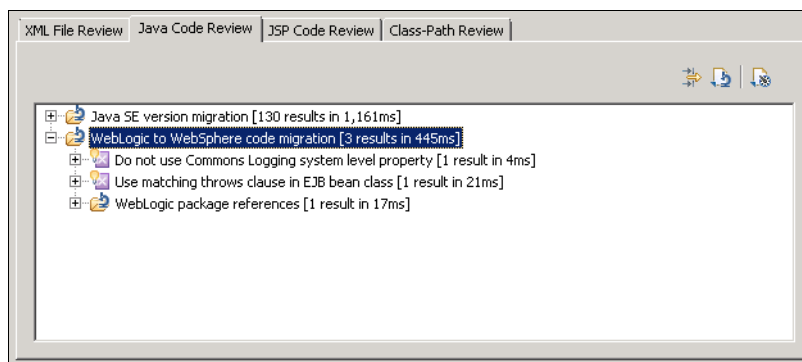 XML File Review Java Code Review JSP Code Review Class-Path Review
Java SE version migration [130 results in 1,161ms]
WebLogic to WebSphere code migration [3 results in 445ms]
Do not use Commons Logging system level property [1 result in 4ms]
Use matching throws clause in EJB bean class [1 result in 21ms]
WebLogic package references [1 result in 17ms]